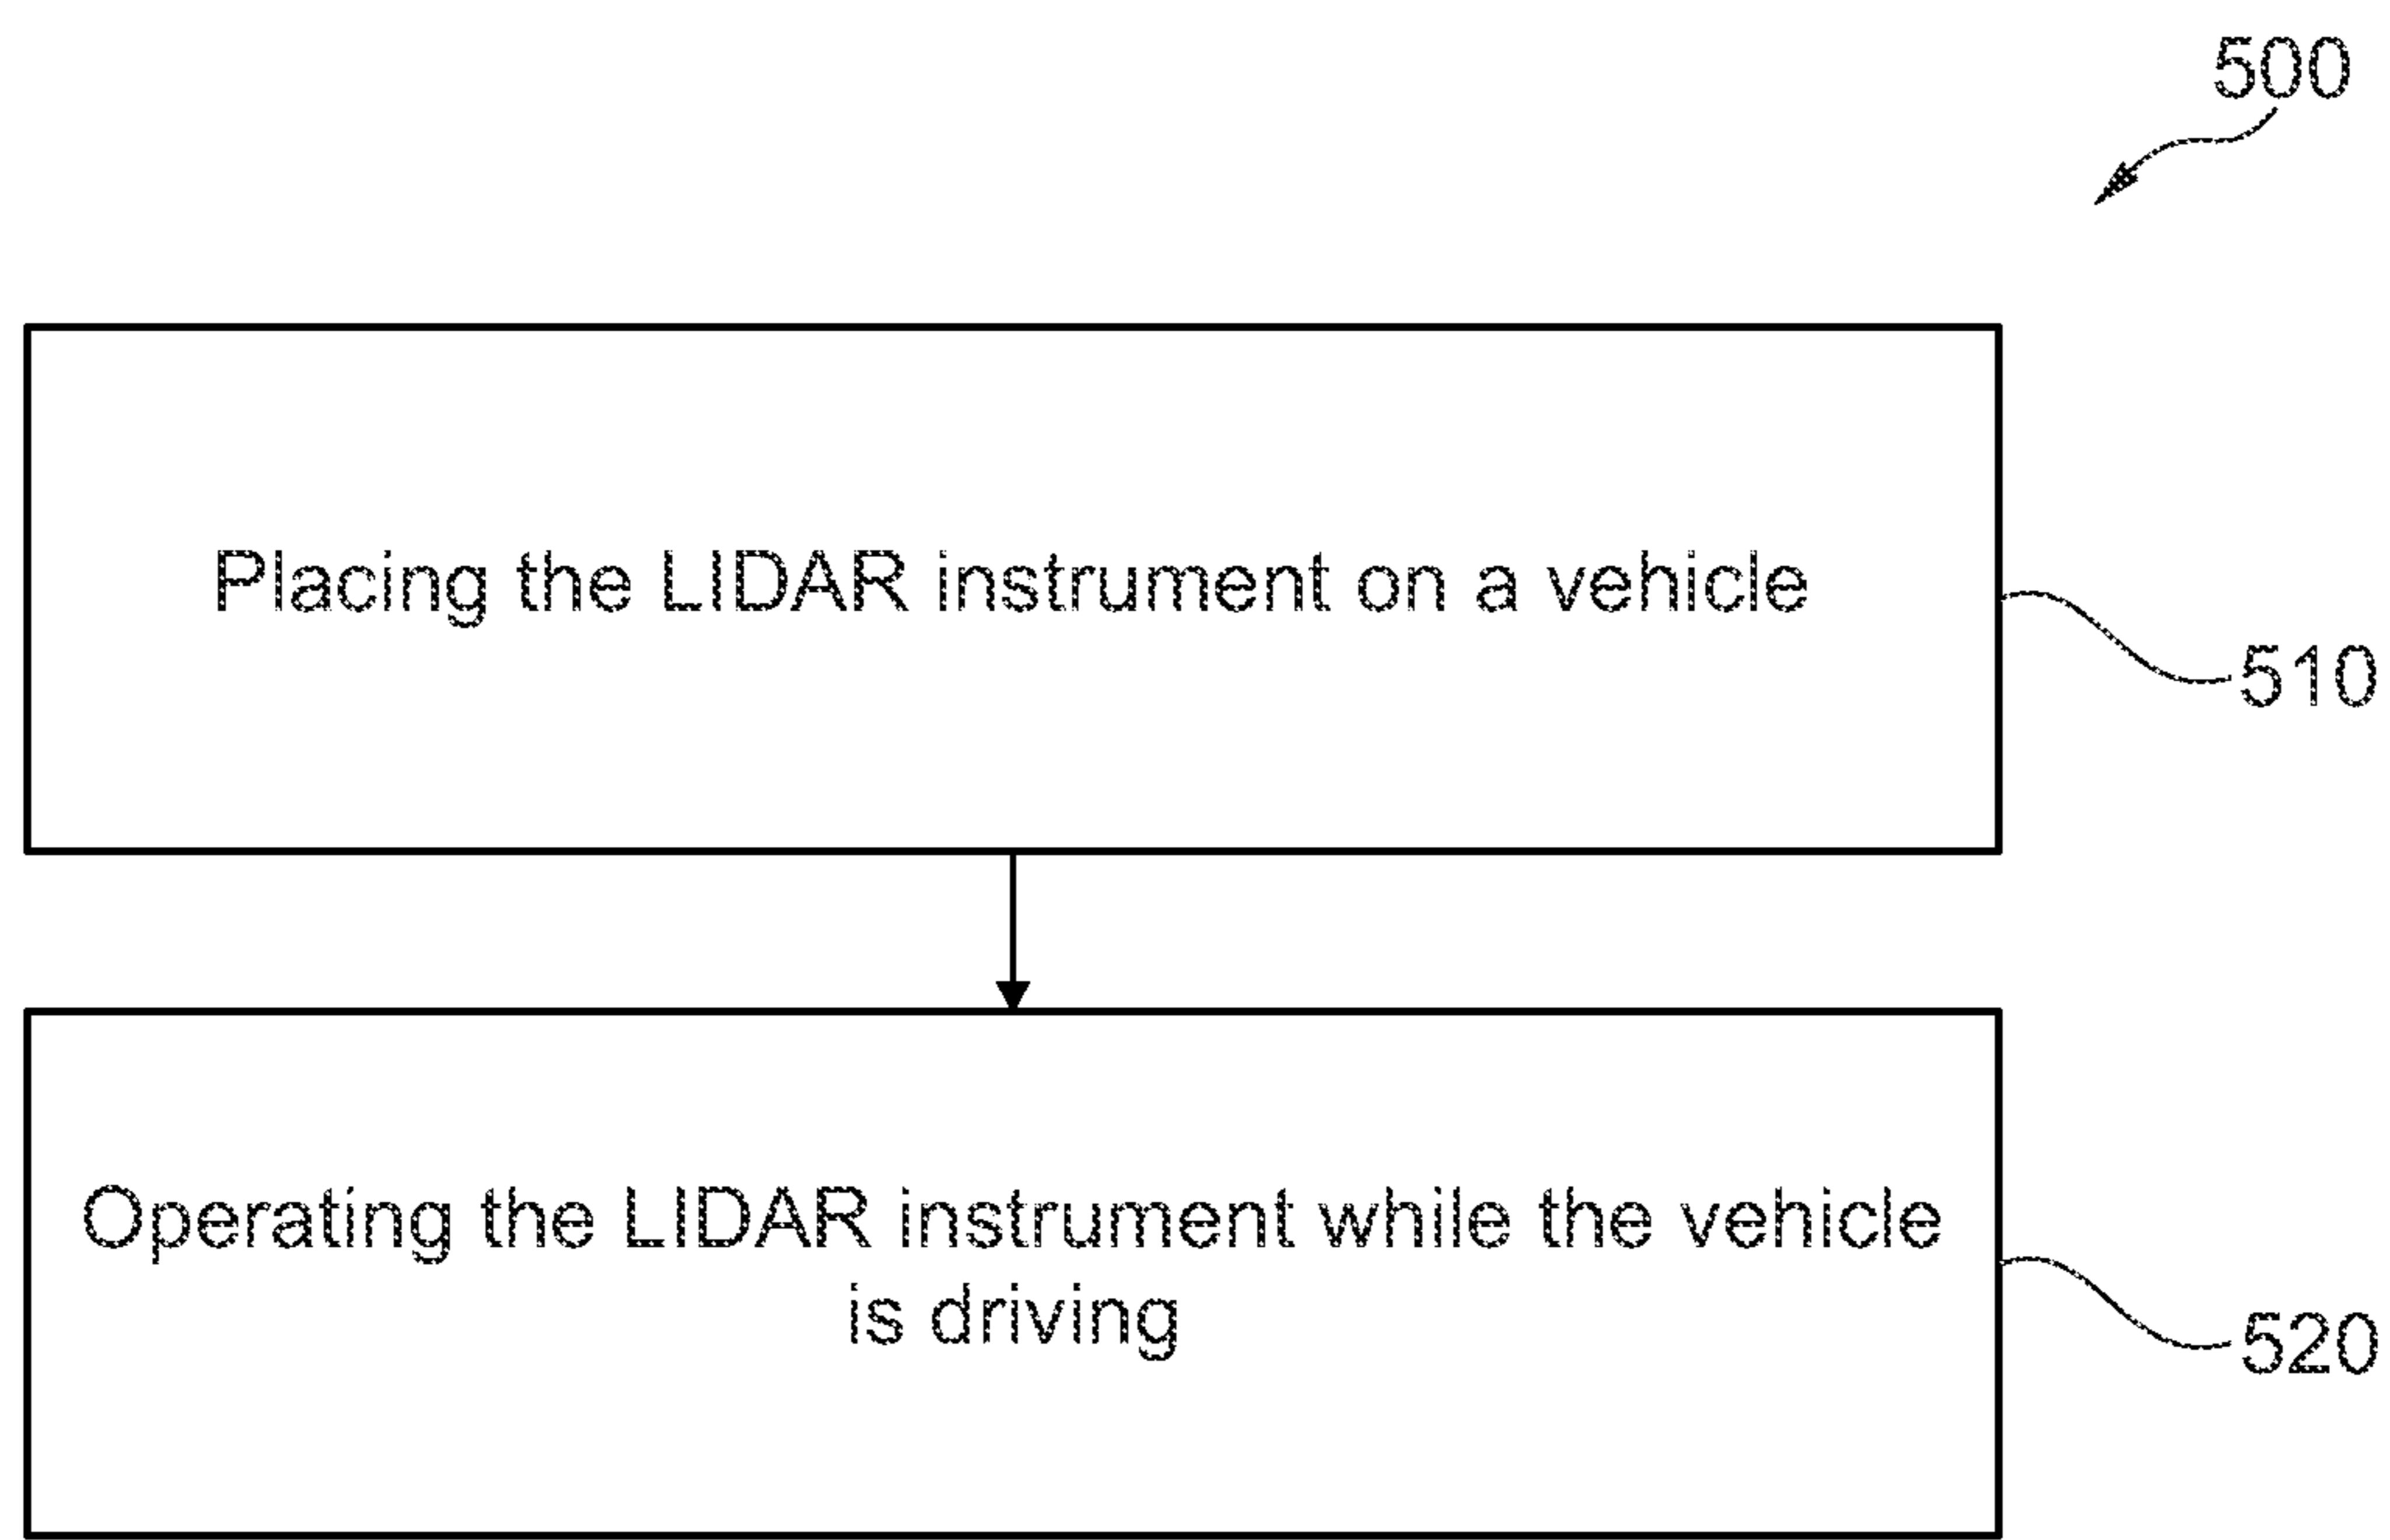 500
Placing the LIDAR instrument on a vehicle
510
Operating the LIDAR instrument while the vehicle
is driving
520